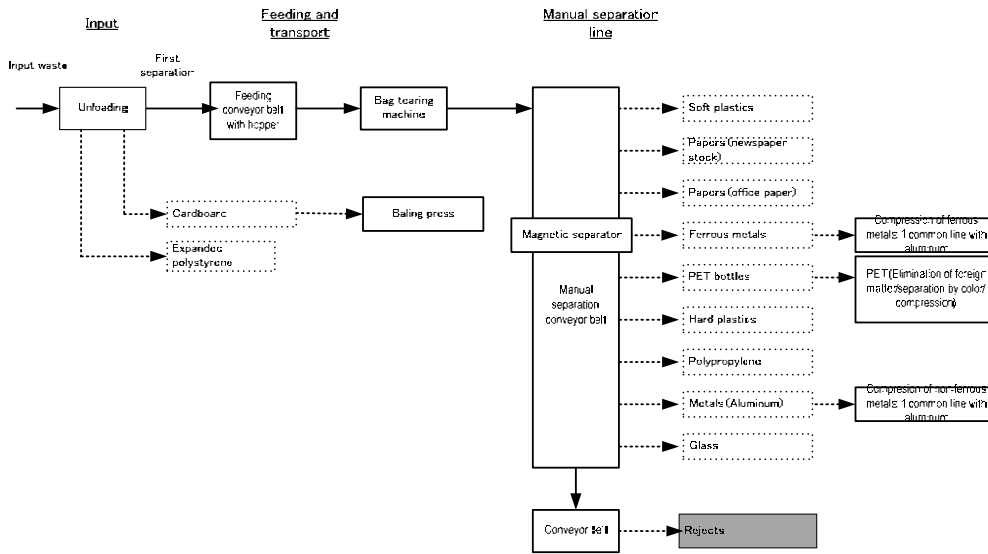 Input
Feeding and
transport
Manual separation
line
Input waste
First
separation
Unloading
Feeding
conveyor belt
with hopper
Bag tearing
machine
Cardboard
Baling press
Expanded
polystyrene
Magnetic separator
Manual
separation
conveyor belt
Soft plastics
Papers (newspaper
stock)
Papers (office paper)
Ferrous metals
Compression of ferrous
metals: 1 common line with
aluminum
PET bottles
PET(Elimination of foreign
matter/separation by color/
compression)
Hard plastics
Polypropylene
Metals (Aluminum)
Compresion of non-ferrous
metals: 1 common line with
aluminum
Glass
Conveyor belt
Rejects